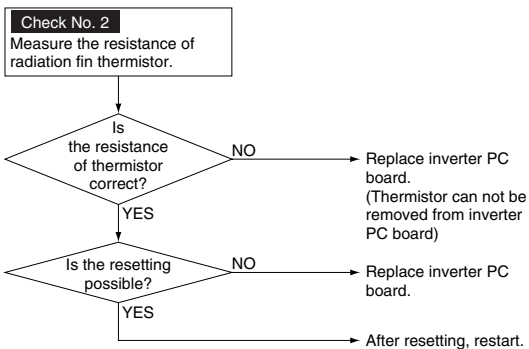 Check No. 2
Measure the resistance of
radiation fin thermistor.
Is
the resistance
of thermistor
correct?
NO
Replace inverter PC
board.
(Thermistor can not be
removed from inverter
PC board)
YES
Is the resetting
possible?
NO
Replace inverter PC
board.
YES
After resetting, restart.